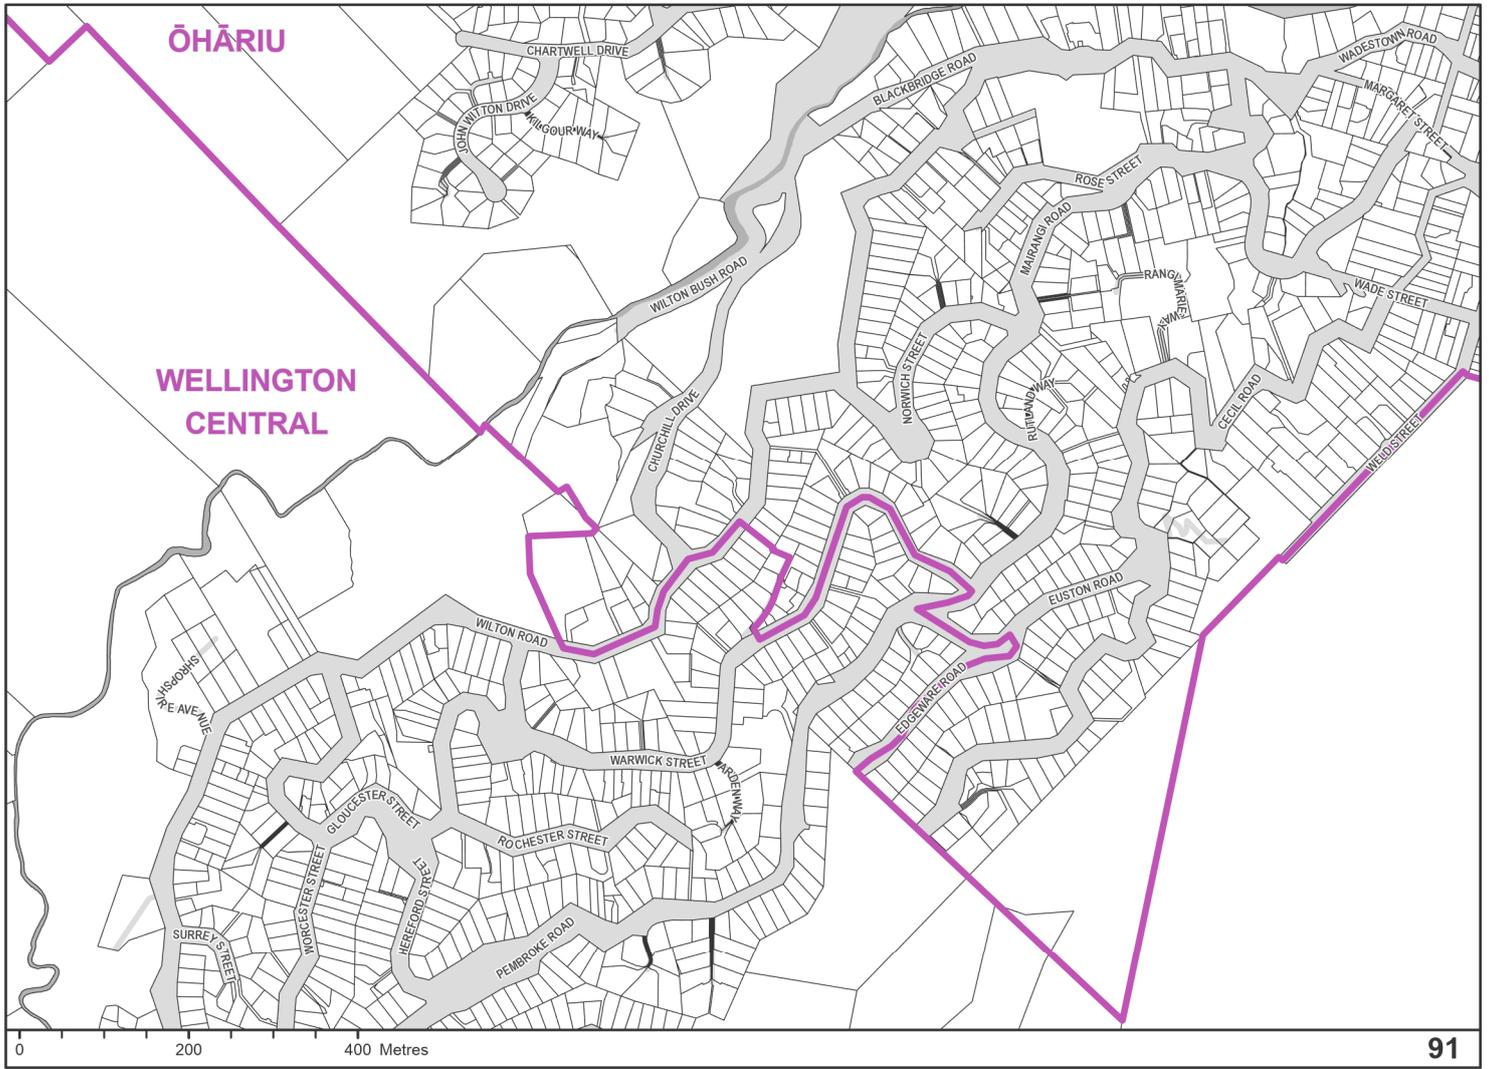 ŌHĀRIU
CHARTWELL DRIVE
WADESTOWN ROAD
BLACKBRIDGE ROAD
MARGARET STREET
JOHN WITTON DRIVE
KILGOUR WAY
ROSE STREET
MAIRANGI ROAD
RANGI MARIE WAY
WADE STREET
WILTON BUSH ROAD
WELLINGTON
CENTRAL
NORWICH STREET
RUTLAND WAY
CECIL ROAD
CHURCHILL DRIVE
WELD STREET
EUSTON ROAD
WILTON ROAD
SHROPSHIRE AVENUE
EDGEWARE ROAD
WARWICK STREET
ARDEN WAY
GLOUCESTER STREET
ROCHESTER STREET
WORCESTER STREET
HEREFORD STREET
SURREY STREET
PEMBROKE ROAD
0 200 400 Metres
91